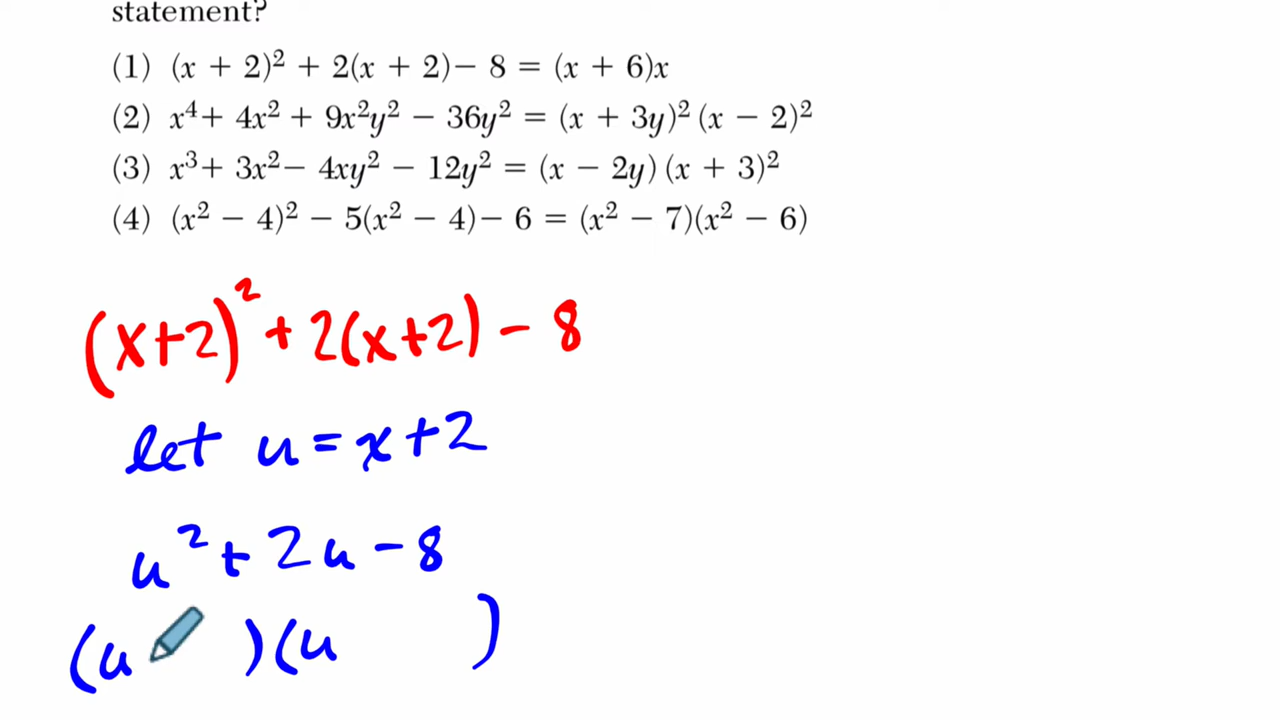 statement?
(1) (x + 2)² + 2(x + 2) − 8 = (x + 6)x
(2) x⁴ + 4x² + 9x²y² − 36y² = (x + 3y)² (x − 2)²
(3) x³ + 3x² − 4xy² − 12y² = (x − 2y) (x + 3)²
(4) (x² − 4)² − 5(x² − 4) − 6 = (x² − 7)(x² − 6)
(x+2)² + 2(x+2) − 8
let u = x+2
u² + 2u − 8
(u )(u )